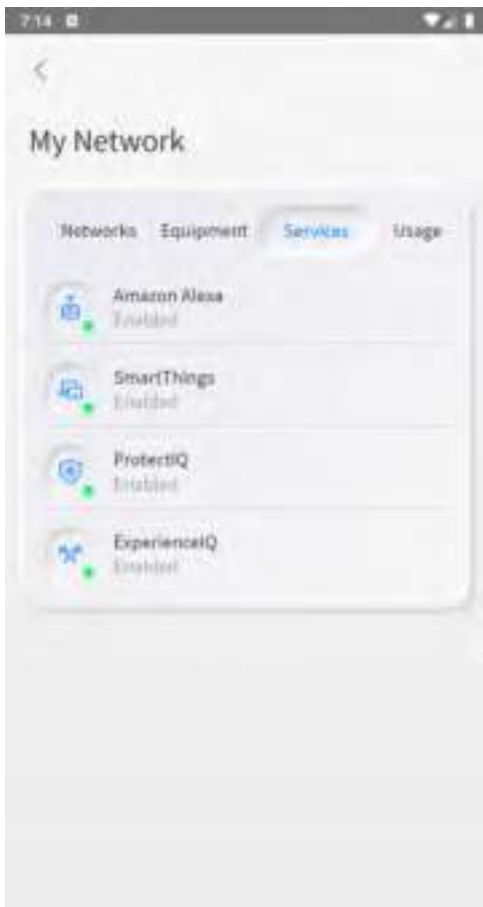 7:14
My Network
Networks Equipment Services Usage
Amazon Alexa
Enabled
SmartThings
Enabled
ProtectIQ
Enabled
ExperienceIQ
Enabled